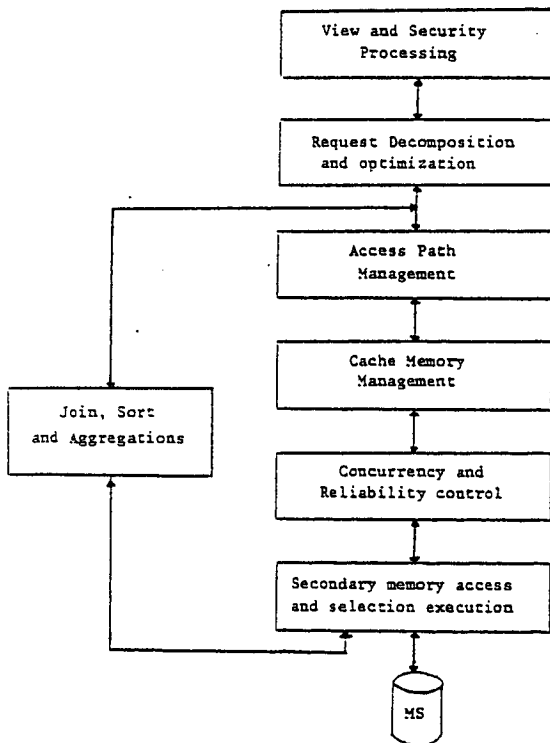 View and Security
Processing
Request Decomposition
and optimization
Access Path
Management
Cache Memory
Management
Join, Sort
and Aggregations
Concurrency and
Reliability control
Secondary memory access
and selection execution
MS